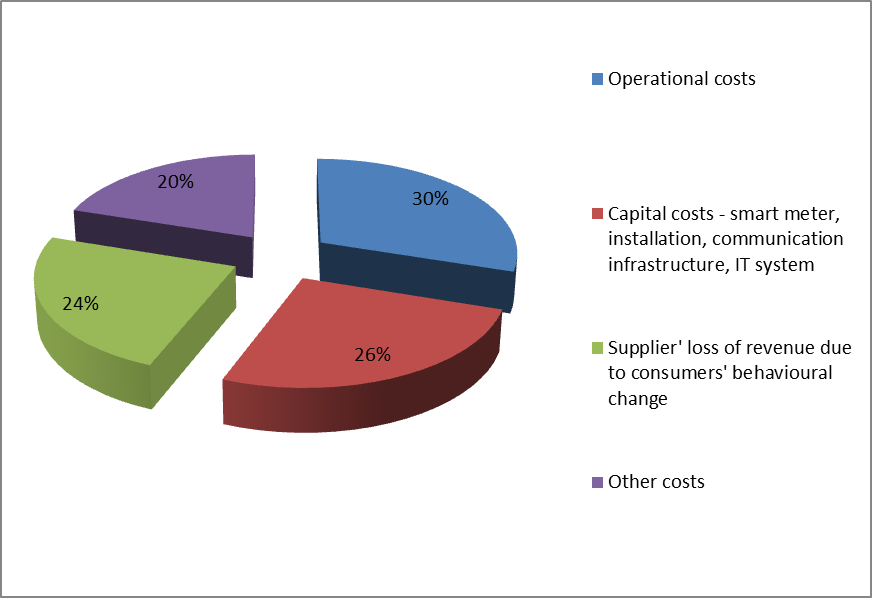 20%
30%
24%
26%
Operational costs
Capital costs - smart meter,
installation, communication
infrastructure, IT system
Supplier' loss of revenue due
to consumers' behavioural
change
Other costs